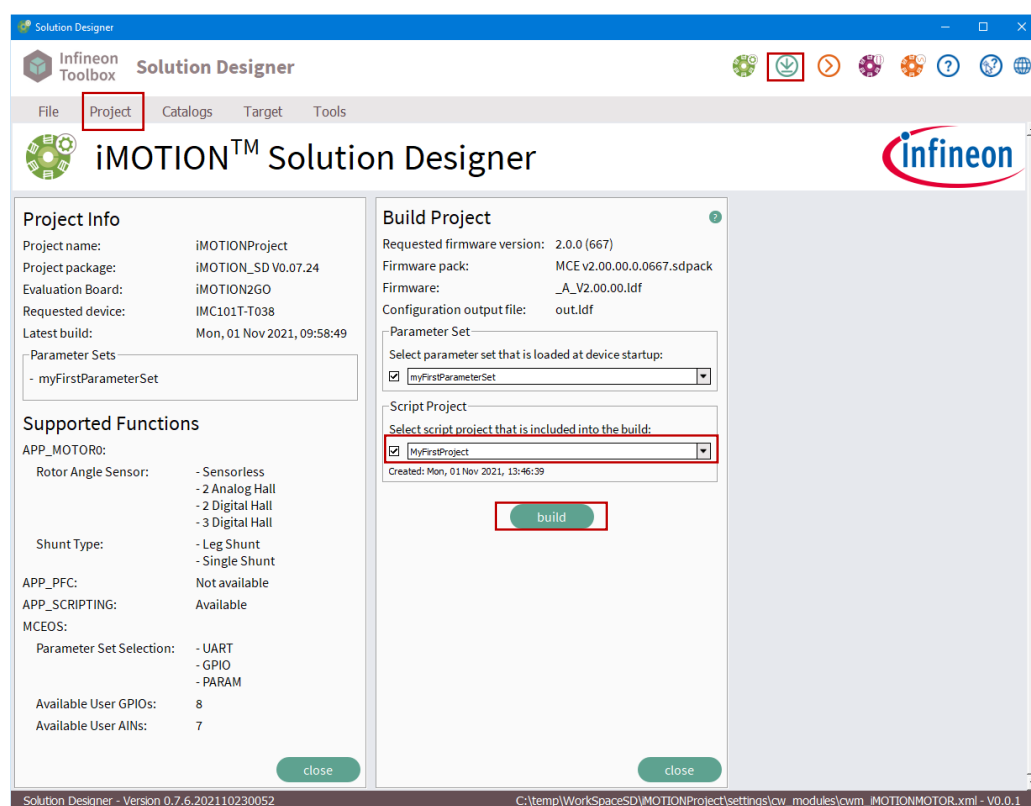 Solution Designer
Infineon
Toolbox
Solution Designer
File Project Catalogs Target Tools
iMOTION™ Solution Designer
infineon
Project Info
Project name: iMOTIONProject
Project package: iMOTION_SD V0.07.24
Evaluation Board: iMOTION2GO
Requested device: IMC101T-T038
Latest build: Mon, 01 Nov 2021, 09:58:49
Parameter Sets
- myFirstParameterSet
Supported Functions
APP_MOTOR0:
Rotor Angle Sensor: - Sensorless
- 2 Analog Hall
- 2 Digital Hall
- 3 Digital Hall
Shunt Type: - Leg Shunt
- Single Shunt
APP_PFC: Not available
APP_SCRIPTING: Available
MCEOS:
Parameter Set Selection: - UART
- GPIO
- PARAM
Available User GPIOs: 8
Available User AINs: 7
close
Build Project
?
Requested firmware version: 2.0.0 (667)
Firmware pack: MCE v2.00.00.0.0667.sdpack
Firmware: _A_V2.00.00.ldf
Configuration output file: out.ldf
Parameter Set
Select parameter set that is loaded at device startup:
myFirstParameterSet
Script Project
Select script project that is included into the build:
MyFirstProject
Created: Mon, 01 Nov 2021, 13:46:39
build
close
Solution Designer - Version 0.7.6.202110230052 C:\temp\WorkSpaceSD\iMOTIONProject\settings\cw_modules\cwm_iMOTIONMOTOR.xml - V0.0.1